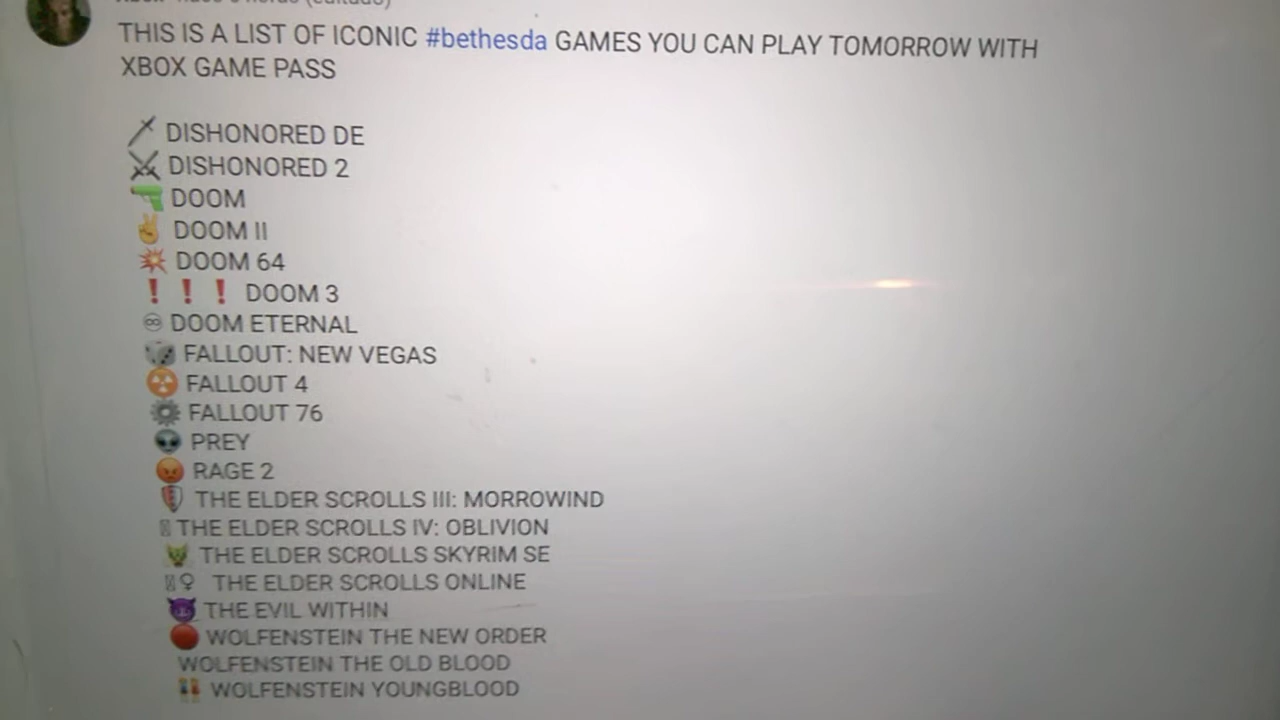 THIS IS A LIST OF ICONIC #bethesda GAMES YOU CAN PLAY TOMORROW WITH
XBOX GAME PASS
DISHONORED DE
DISHONORED 2
DOOM
DOOM II
DOOM 64
❗❗❗ DOOM 3
DOOM ETERNAL
FALLOUT: NEW VEGAS
FALLOUT 4
FALLOUT 76
PREY
RAGE 2
THE ELDER SCROLLS III: MORROWIND
THE ELDER SCROLLS IV: OBLIVION
THE ELDER SCROLLS SKYRIM SE
THE ELDER SCROLLS ONLINE
THE EVIL WITHIN
WOLFENSTEIN THE NEW ORDER
WOLFENSTEIN THE OLD BLOOD
WOLFENSTEIN YOUNGBLOOD